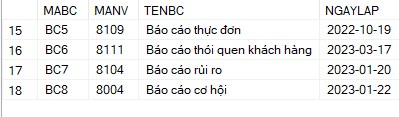 MABC MANV TENBC NGAYLAP
15 BC5 8109 Báo cáo thực đơn 2022-10-19
16 BC6 8111 Báo cáo thói quen khách hàng 2023-03-17
17 BC7 8104 Báo cáo rủi ro 2023-01-20
18 BC8 8004 Báo cáo cơ hội 2023-01-22